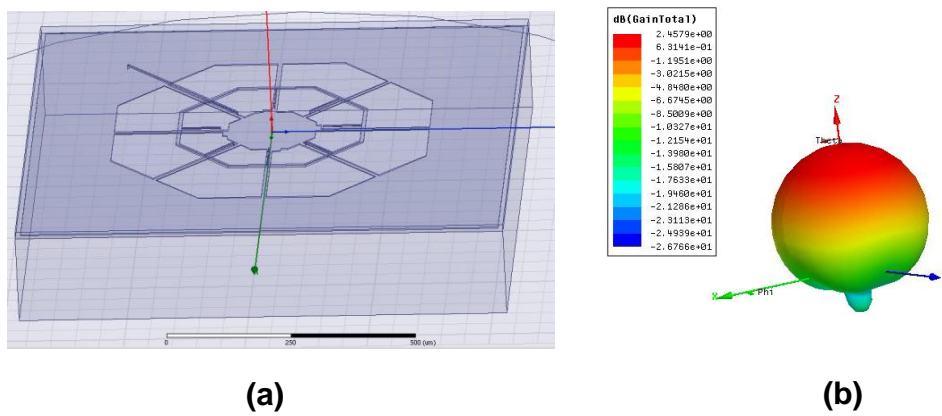 0
250
500 (um)
(a)
dB(GainTotal)
2.4579e+00
6.3141e-01
-1.1951e+00
-3.0215e+00
-4.8480e+00
-6.6745e+00
-8.5009e+00
-1.0327e+01
-1.2154e+01
-1.3980e+01
-1.5807e+01
-1.7633e+01
-1.9460e+01
-2.1286e+01
-2.3113e+01
-2.4939e+01
-2.6766e+01
Z
Theta
X
Phi
(b)